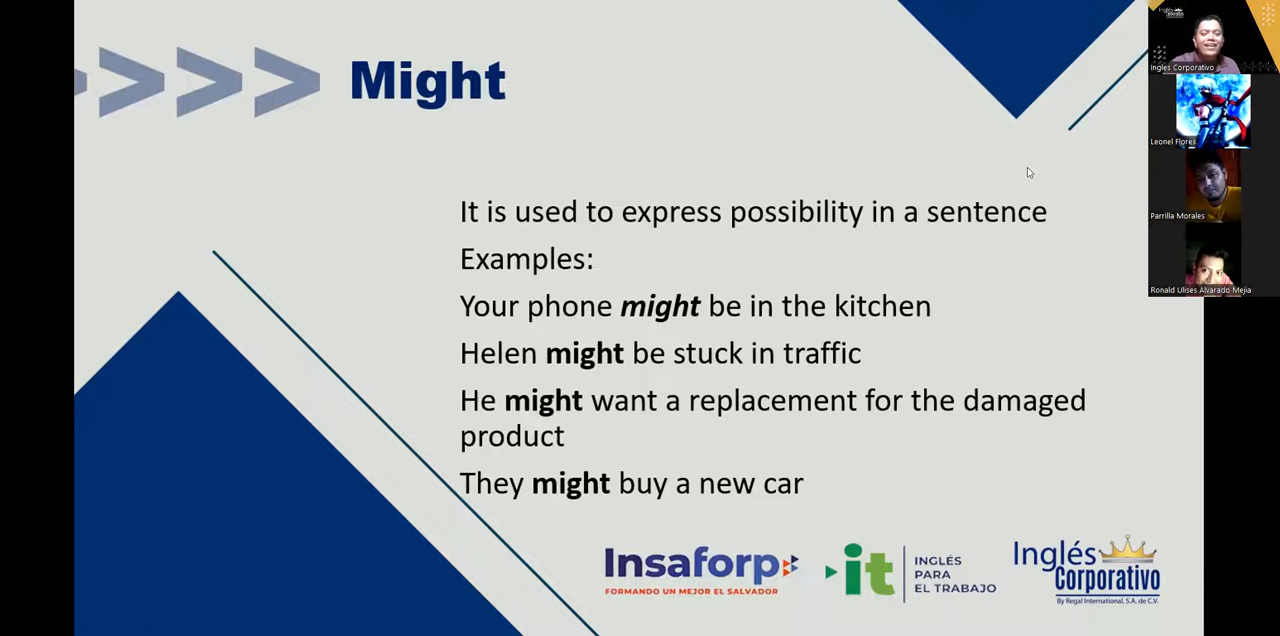 Might
It is used to express possibility in a sentence
Examples:
Your phone might be in the kitchen
Helen might be stuck in traffic
He might want a replacement for the damaged
product
They might buy a new car
Insaforp
FORMANDO UN MEJOR EL SALVADOR
it
INGLÉS
PARA
EL TRABAJO
Inglés
Corporativo
By Regal International, S.A. de C.V.
Inglés
Corporativo
Ingles Corporativo
Leonel Flores
Parrilla Morales
Ronald Ulises Alvarado Mejia